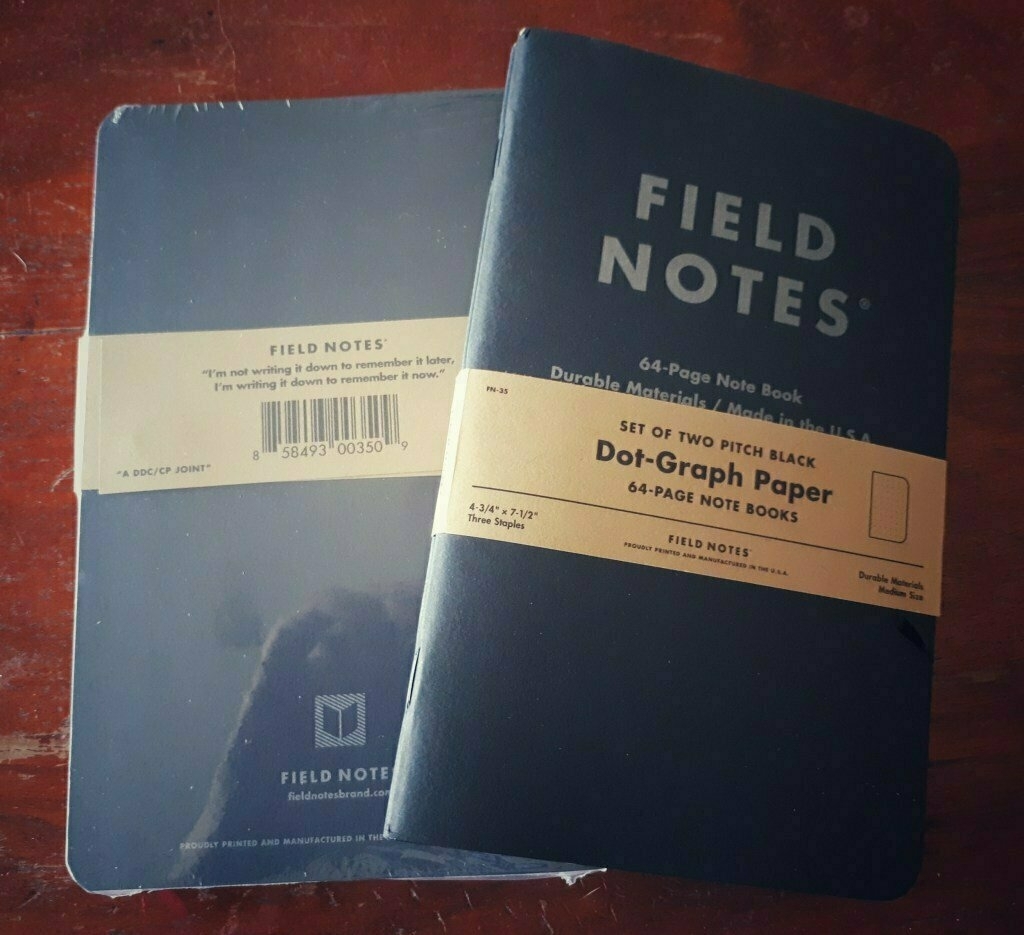 FIELD NOTES®
"I'm not writing it down to remember it later,
I'm writing it down to remember it now."
8 58493 00350 9
"A DDC/CP JOINT"
FIELD NOTE
fieldnotesbrand.com
PROUDLY PRINTED AND MANUFACTURED IN THE
FIELD
NOTES®
64-Page Note Book
Durable Materials / Made in the U.S.A
FN-35
SET OF TWO PITCH BLACK
Dot-Graph Paper
64-PAGE NOTE BOOKS
4-3/4" x 7-1/2"
Three Staples
FIELD NOTES®
PROUDLY PRINTED AND MANUFACTURED IN THE U.S.A.
Durable Materials
Medium Size